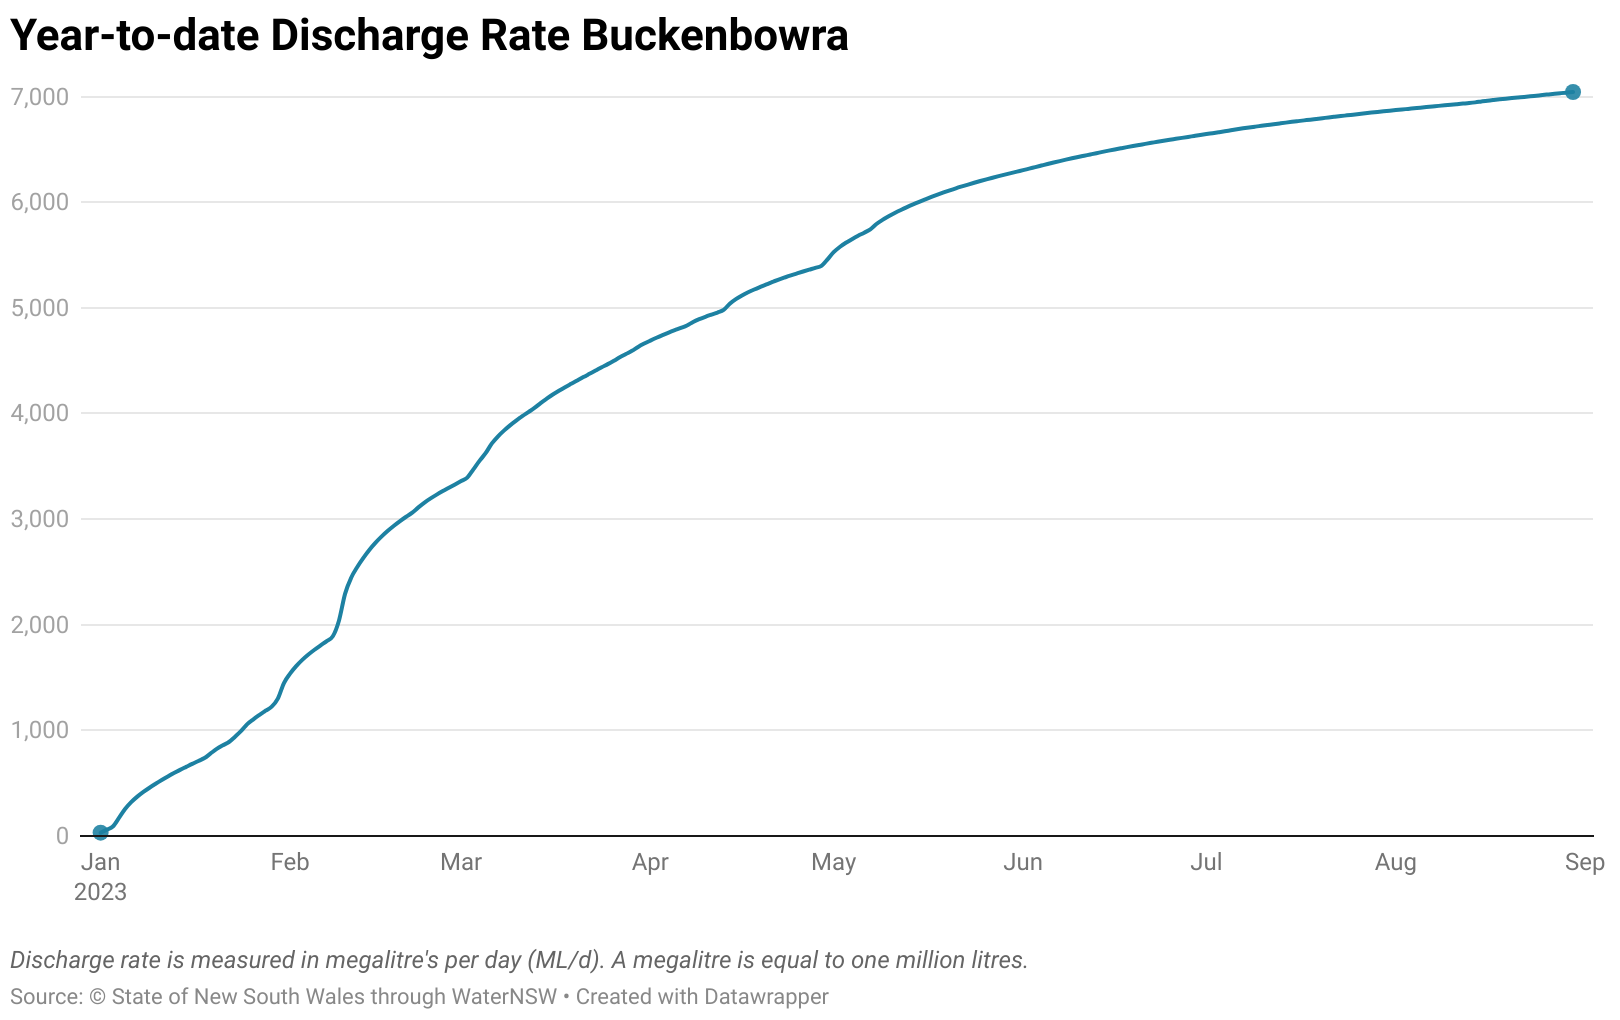 Year-to-date Discharge Rate Buckenbowra
7,000
6,000
5,000
4,000
3,000
2,000
1,000
0
Jan Feb Mar Apr May Jun Jul Aug Sep
2023
Discharge rate is measured in megalitre's per day (ML/d). A megalitre is equal to one million litres.
Source: © State of New South Wales through WaterNSW • Created with Datawrapper